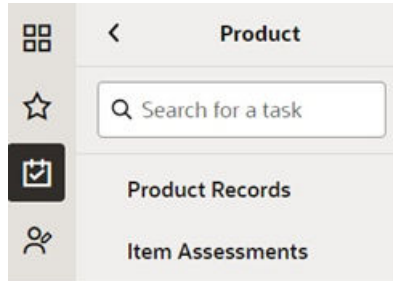 Product
Search for a task
Product Records
Item Assessments